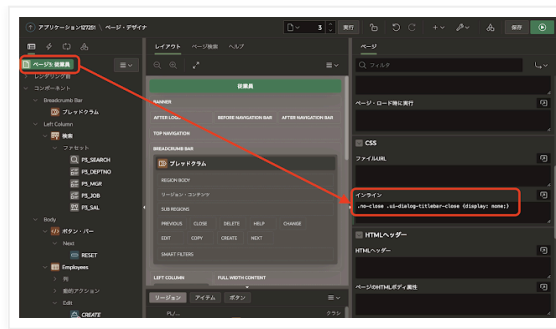 アプリケーション127251 \ ページ・デザイナ
3
実行
保存
ページ3: 従業員
レンダリング前
コンポーネント
Breadcrumb Bar
ブレッドクラム
Left Column
検索
ファセット
P3_SEARCH
P3_DEPTNO
P3_MGR
P3_JOB
P3_SAL
Body
ボタン・バー
Next
RESET
Employees
列
動的アクション
Edit
CREATE
レイアウト ページ検索 ヘルプ
従業員
BANNER
AFTER LOGO BEFORE NAVIGATION BAR AFTER NAVIGATION BAR
TOP NAVIGATION
BREADCRUMB BAR
ブレッドクラム
REGION BODY
リージョン・コンテンツ
SUB REGIONS
PREVIOUS CLOSE DELETE HELP CHANGE
EDIT COPY CREATE NEXT
SMART FILTERS
LEFT COLUMN FULL WIDTH CONTENT
リージョン アイテム ボタン
ページ
フィルタ
ページ・ロード時に実行
CSS
ファイルURL
インライン
.no-close .ui-dialog-titlebar-close {display: none;}
HTMLヘッダー
HTMLヘッダー
ページのHTMLボディ属性